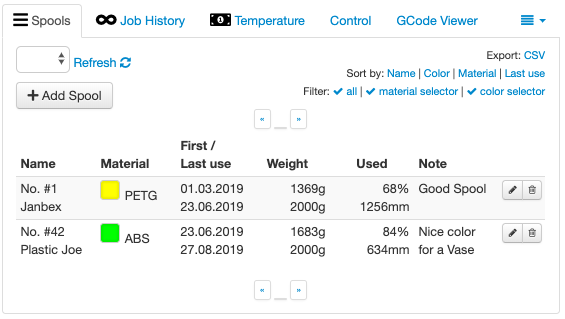 Spools Job History Temperature Control GCode Viewer
Refresh Export: CSV
Sort by: Name | Color | Material | Last use
+ Add Spool Filter: ✔ all | ✔ material selector | ✔ color selector
« __ »
First /
Name Material Last use Weight Used Note
No. #1 PETG 01.03.2019 1369g 68% Good Spool
Janbex 23.06.2019 2000g 1256mm
No. #42 ABS 23.06.2019 1683g 84% Nice color
Plastic Joe 27.08.2019 2000g 634mm for a Vase
« __ »